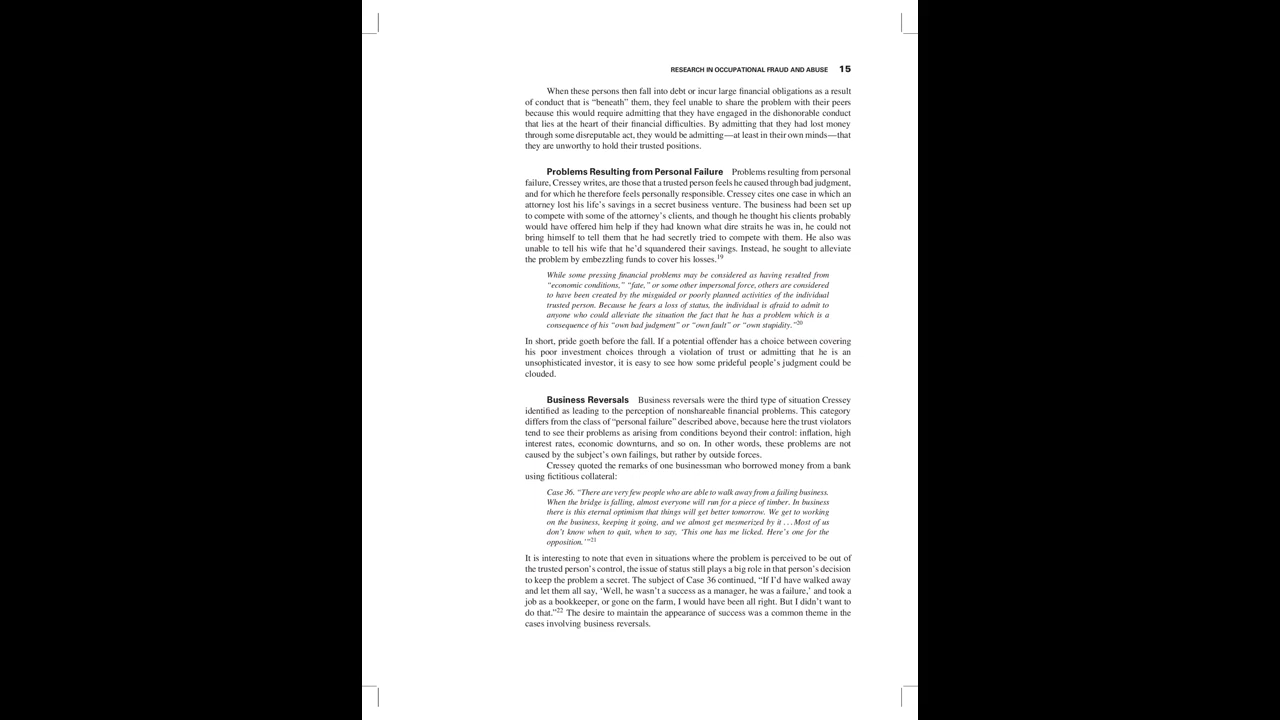 RESEARCH IN OCCUPATIONAL FRAUD AND ABUSE 15
When these persons then fall into debt or incur large financial obligations as a result
of conduct that is “beneath” them, they feel unable to share the problem with their peers
because this would require admitting that they have engaged in the dishonorable conduct
that lies at the heart of their financial difficulties. By admitting that they had lost money
through some disreputable act, they would be admitting—at least in their own minds—that
they are unworthy to hold their trusted positions.
Problems Resulting from Personal Failure Problems resulting from personal
failure, Cressey writes, are those that a trusted person feels he caused through bad judgment,
and for which he therefore feels personally responsible. Cressey cites one case in which an
attorney lost his life’s savings in a secret business venture. The business had been set up
to compete with some of the attorney’s clients, and though he thought his clients probably
would have offered him help if they had known what dire straits he was in, he could not
bring himself to tell them that he had secretly tried to compete with them. He also was
unable to tell his wife that he’d squandered their savings. Instead, he sought to alleviate
the problem by embezzling funds to cover his losses.19
While some pressing financial problems may be considered as having resulted from
“economic conditions,” “fate,” or some other impersonal force, others are considered
to have been created by the misguided or poorly planned activities of the individual
trusted person. Because he fears a loss of status, the individual is afraid to admit to
anyone who could alleviate the situation the fact that he has a problem which is a
consequence of his “own bad judgment” or “own fault” or “own stupidity.”20
In short, pride goeth before the fall. If a potential offender has a choice between covering
his poor investment choices through a violation of trust or admitting that he is an
unsophisticated investor, it is easy to see how some prideful people’s judgment could be
clouded.
Business Reversals Business reversals were the third type of situation Cressey
identified as leading to the perception of nonshareable financial problems. This category
differs from the class of “personal failure” described above, because here the trust violators
tend to see their problems as arising from conditions beyond their control: inflation, high
interest rates, economic downturns, and so on. In other words, these problems are not
caused by the subject’s own failings, but rather by outside forces.
Cressey quoted the remarks of one businessman who borrowed money from a bank
using fictitious collateral:
Case 36. “There are very few people who are able to walk away from a failing business.
When the bridge is falling, almost everyone will run for a piece of timber. In business
there is this eternal optimism that things will get better tomorrow. We get to working
on the business, keeping it going, and we almost get mesmerized by it . . . Most of us
don’t know when to quit, when to say, ‘This one has me licked. Here’s one for the
opposition.’”21
It is interesting to note that even in situations where the problem is perceived to be out of
the trusted person’s control, the issue of status still plays a big role in that person’s decision
to keep the problem a secret. The subject of Case 36 continued, “If I’d have walked away
and let them all say, ‘Well, he wasn’t a success as a manager, he was a failure,’ and took a
job as a bookkeeper, or gone on the farm, I would have been all right. But I didn’t want to
do that.”22 The desire to maintain the appearance of success was a common theme in the
cases involving business reversals.